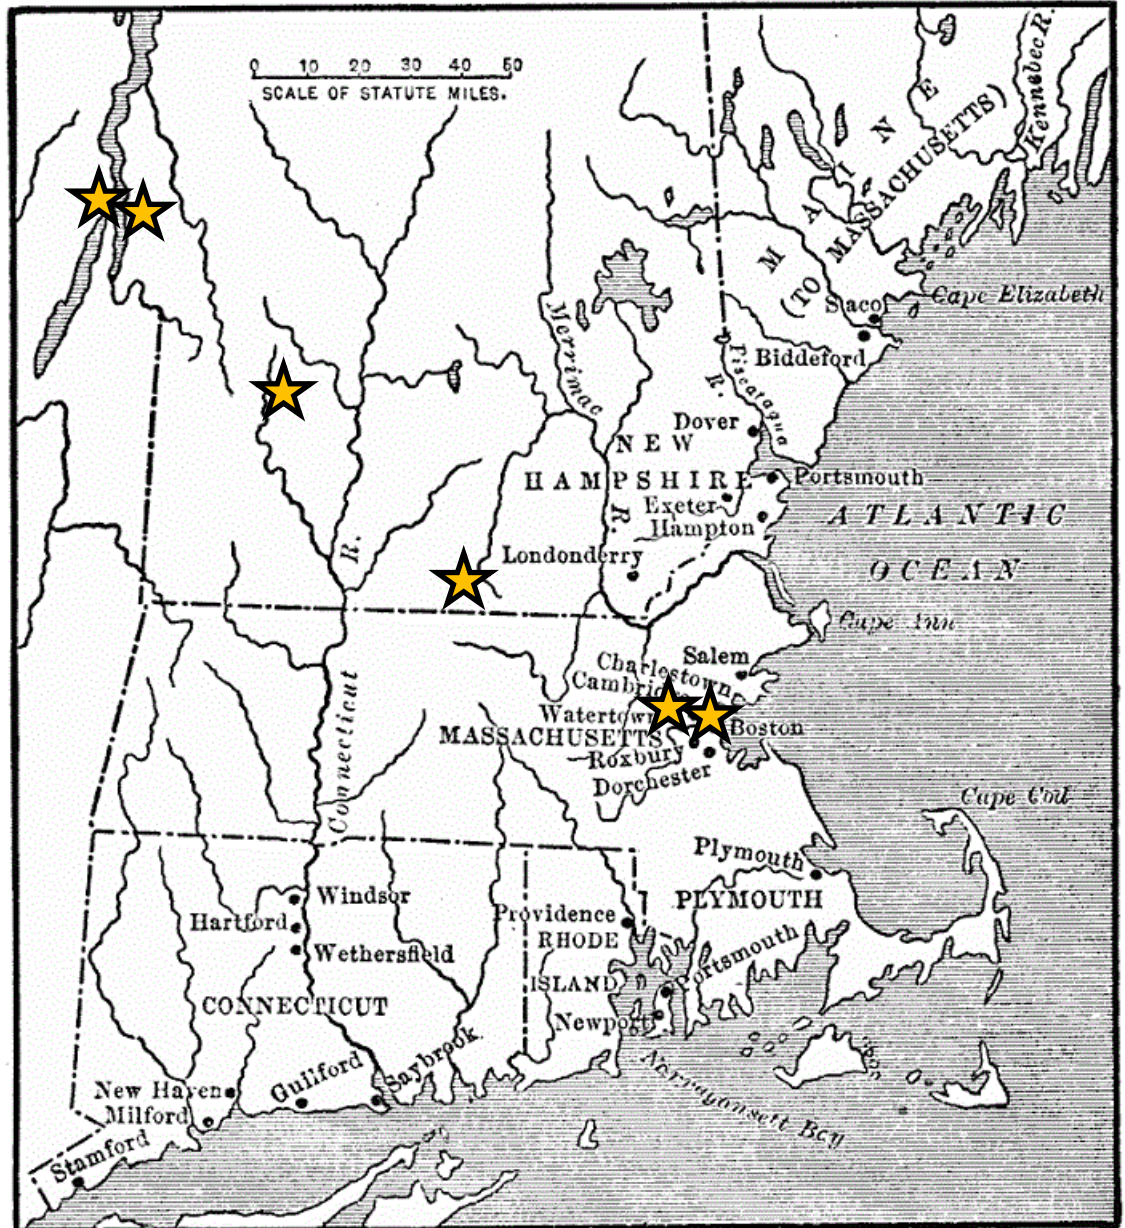 0 10 20 30 40 50
SCALE OF STATUTE MILES.
Kennebec R.
MAINE
(TO MASSACHUSETTS)
Cape Elizabeth
Saco
Biddeford
Merrimac
R.
Piscataqua
R.
Dover
NEW
HAMPSHIRE
Portsmouth
Exeter
Hampton
ATLANTIC
OCEAN
Londonderry
R.
Cape Ann
Salem
Charlestown
Watertown
MASSACHUSETTS
Boston
Roxbury
Dorchester
Connecticut
Cape Cod
Plymouth
PLYMOUTH
Windsor
Hartford
Wethersfield
Providence
RHODE
ISLAND
Portsmouth
Newport
CONNECTICUT
Narragansett Bay
New Haven
Milford
Stamford
Guilford
Saybrook